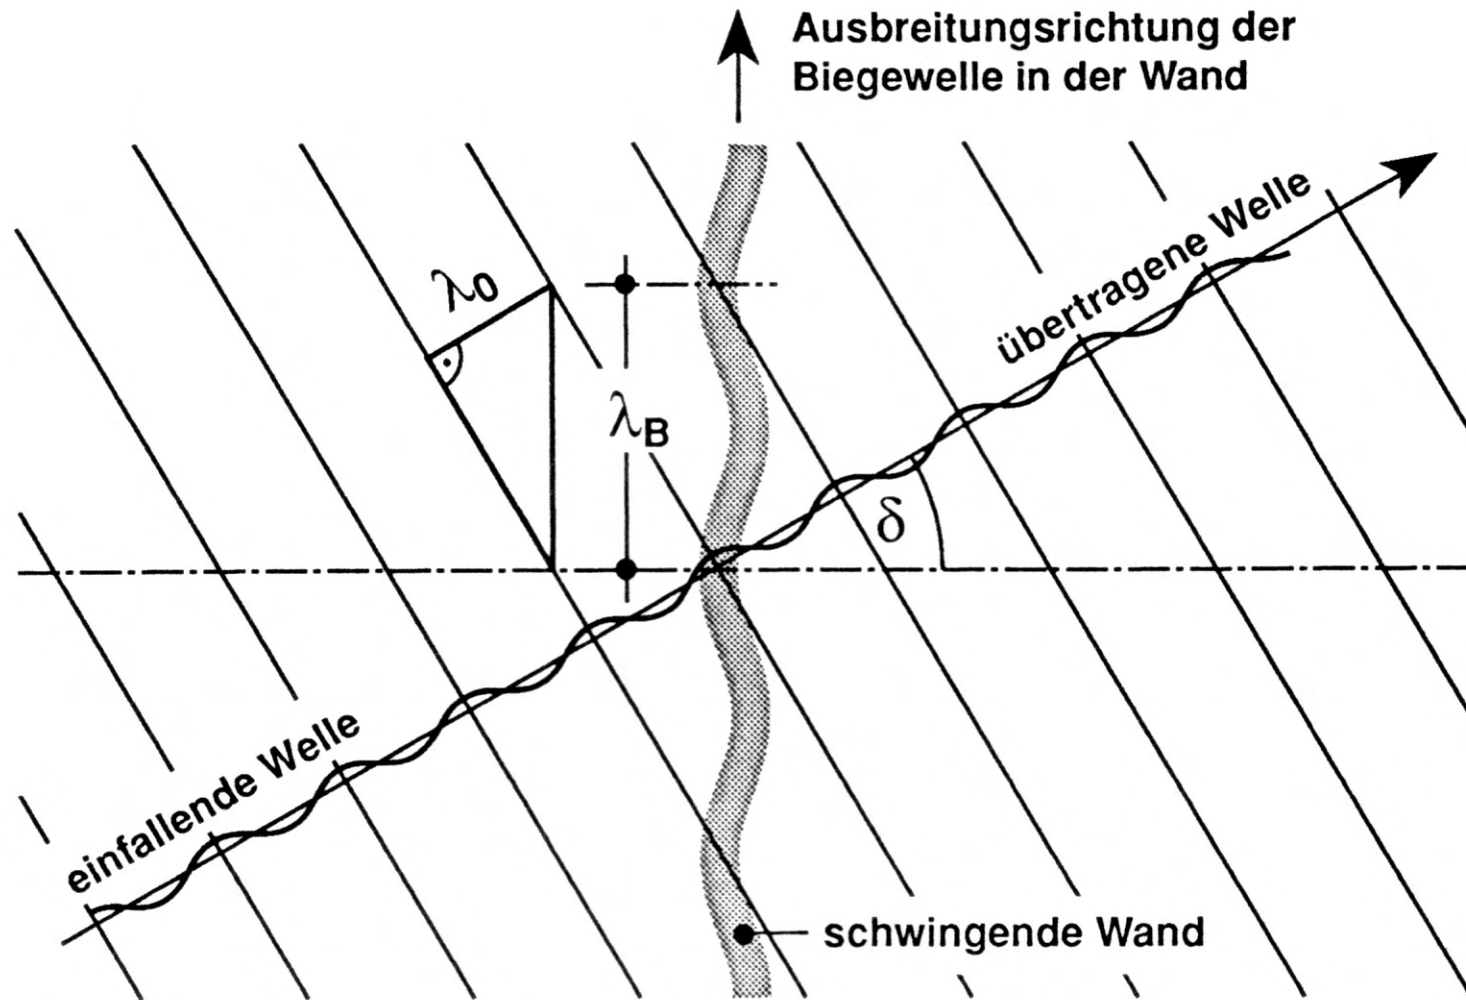 Ausbreitungsrichtung der
Biegewelle in der Wand
λ0
übertragene Welle
λB
δ
einfallende Welle
schwingende Wand